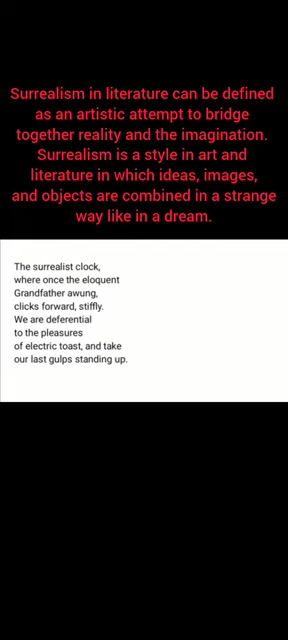 Surrealism in literature can be defined
as an artistic attempt to bridge
together reality and the imagination.
Surrealism is a style in art and
literature in which ideas, images,
and objects are combined in a strange
way like in a dream.
The surrealist clock,
where once the eloquent
Grandfather awung,
clicks forward, stiffly.
We are deferential
to the pleasures
of electric toast, and take
our last gulps standing up.